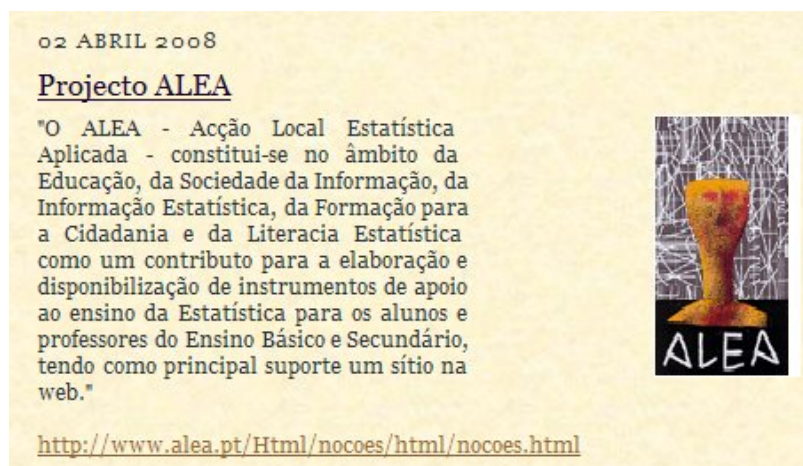 02 ABRIL 2008
Projecto ALEA
"O ALEA - Acção Local Estatística
Aplicada - constitui-se no âmbito da
Educação, da Sociedade da Informação, da
Informação Estatística, da Formação para
a Cidadania e da Literacia Estatística
como um contributo para a elaboração e
disponibilização de instrumentos de apoio
ao ensino da Estatística para os alunos e
professores do Ensino Básico e Secundário,
tendo como principal suporte um sítio na
web."
ALEA
http://www.alea.pt/Html/nocoes/html/nocoes.html